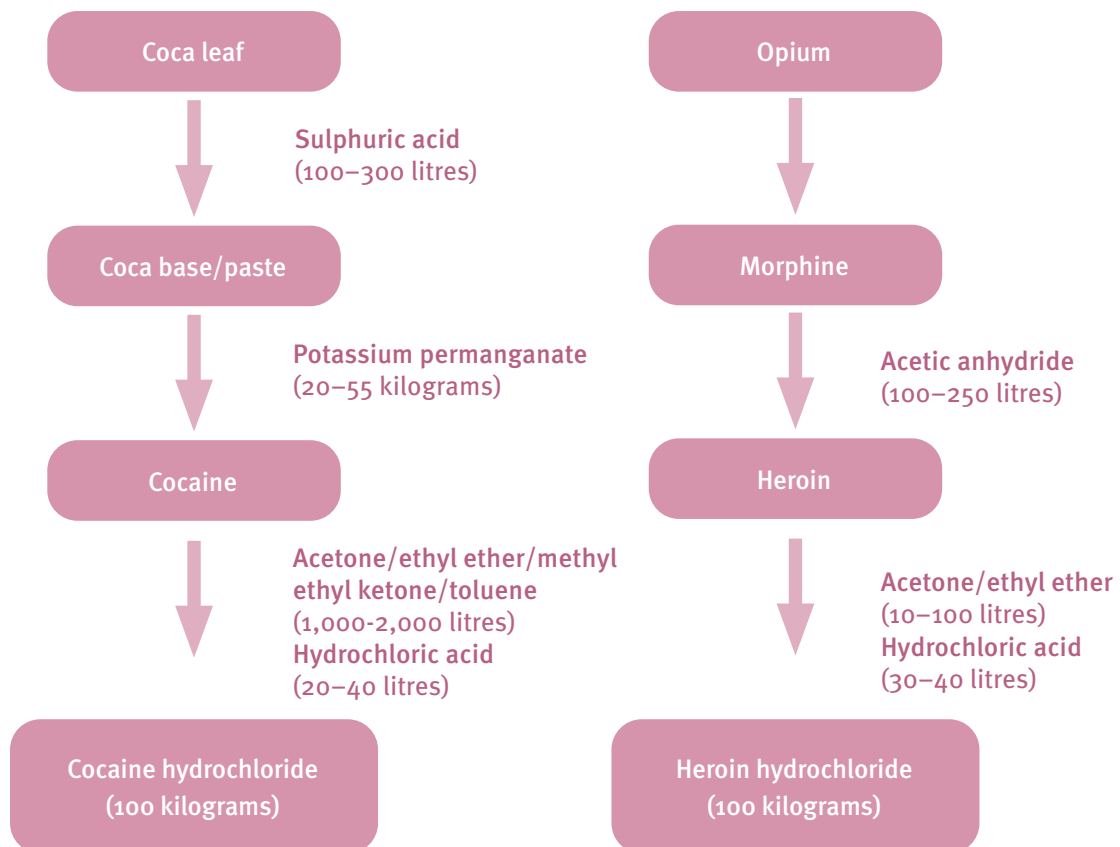 Coca leaf
Sulphuric acid
(100–300 litres)
Coca base/paste
Potassium permanganate
(20–55 kilograms)
Cocaine
Acetone/ethyl ether/methyl
ethyl ketone/toluene
(1,000-2,000 litres)
Hydrochloric acid
(20–40 litres)
Cocaine hydrochloride
(100 kilograms)
Opium
Morphine
Acetic anhydride
(100–250 litres)
Heroin
Acetone/ethyl ether
(10–100 litres)
Hydrochloric acid
(30–40 litres)
Heroin hydrochloride
(100 kilograms)